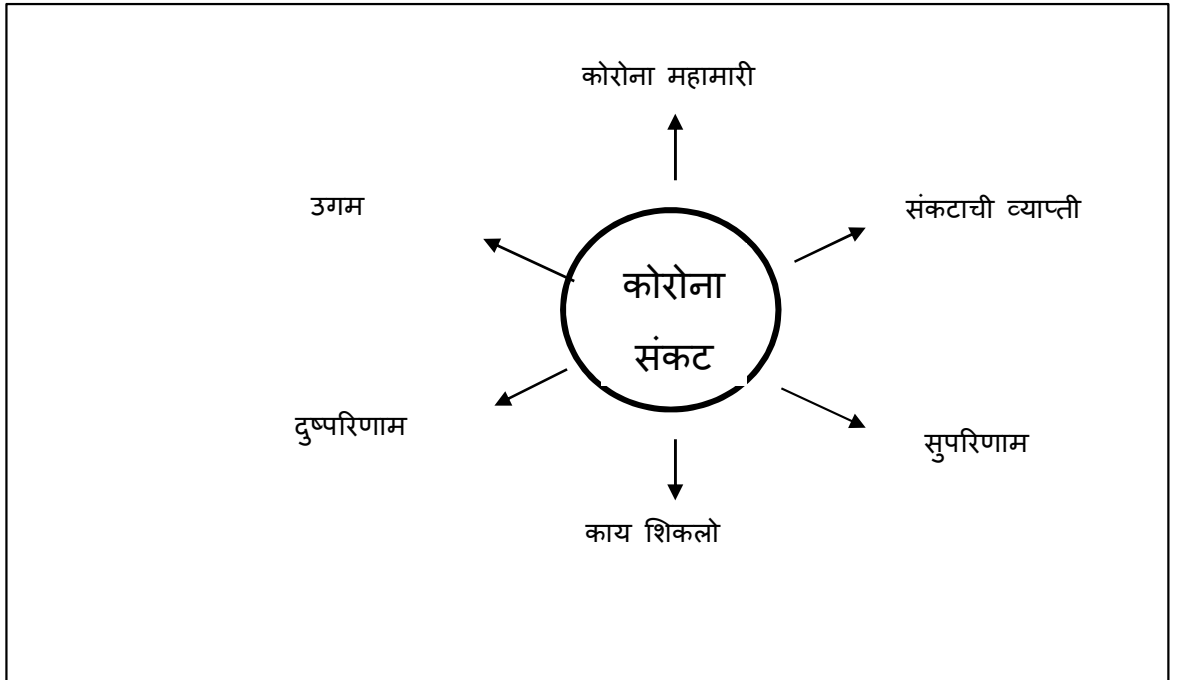 कोरोना महामारी
उगम
संकटाची व्याप्ती
कोरोना
संकट
दुष्परिणाम
सुपरिणाम
काय शिकलो